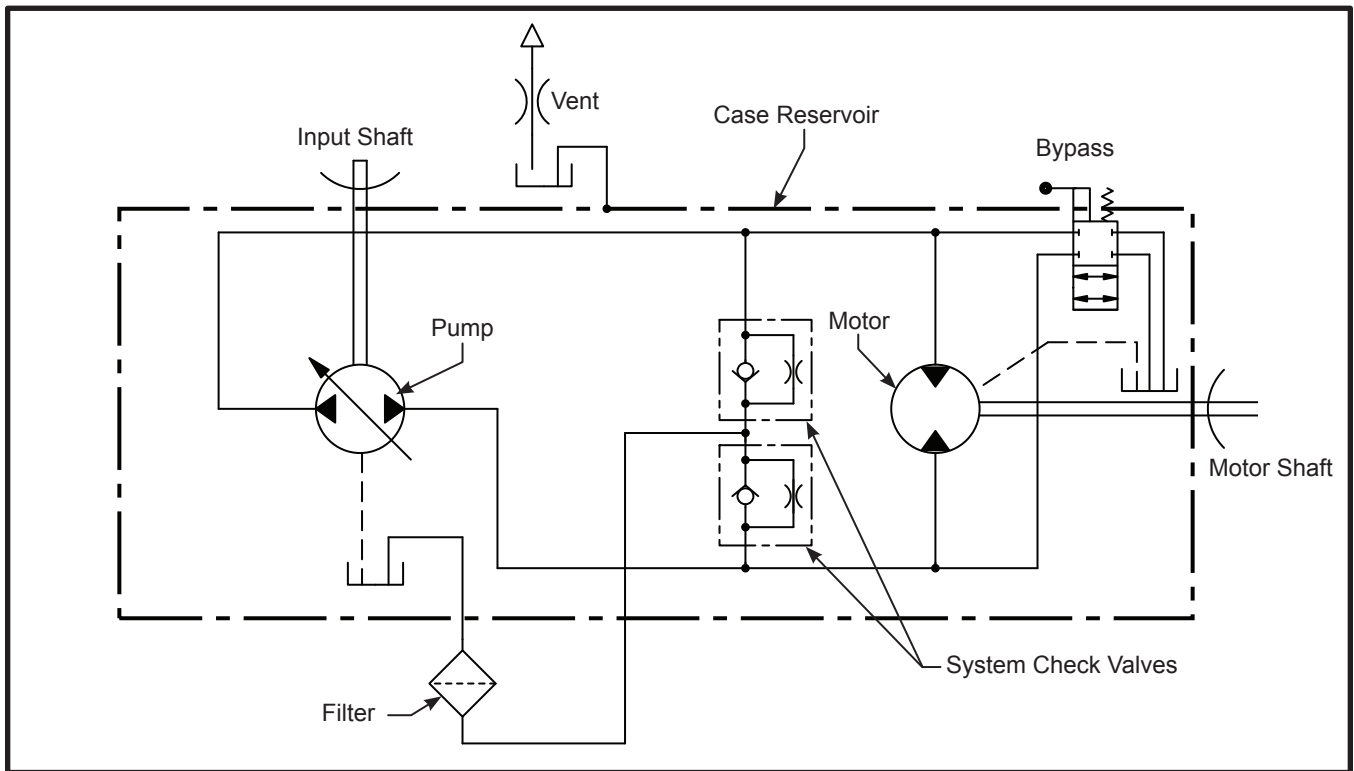 Vent
Case Reservoir
Input Shaft
Bypass
Pump
Motor
Motor Shaft
System Check Valves
Filter